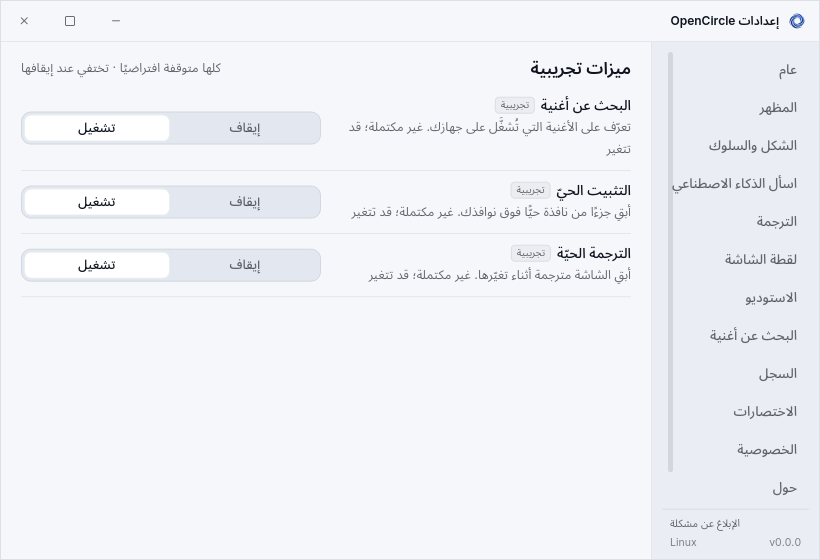 إعدادات OpenCircle
عام
المظهر
الشكل والسلوك
اسأل الذكاء الاصطناعي
الترجمة
لقطة الشاشة
الاستوديو
البحث عن أغنية
السجل
الاختصارات
الخصوصية
حول
الإبلاغ عن مشكلة
v0.0.0
Linux
ميزات تجريبية
كلها متوقفة افتراضيًا · تختفي عند إيقافها
البحث عن أغنية تجريبية
تعرّف على الأغنية التي تُشغَّل على جهازك. غير مكتملة؛ قد
تتغير
إيقاف تشغيل
التثبيت الحيّ تجريبية
أبقِ جزءًا من نافذة حيًّا فوق نوافذك. غير مكتملة؛ قد تتغير
إيقاف تشغيل
الترجمة الحيّة تجريبية
أبقِ الشاشة مترجمة أثناء تغيّرها. غير مكتملة؛ قد تتغير
إيقاف تشغيل